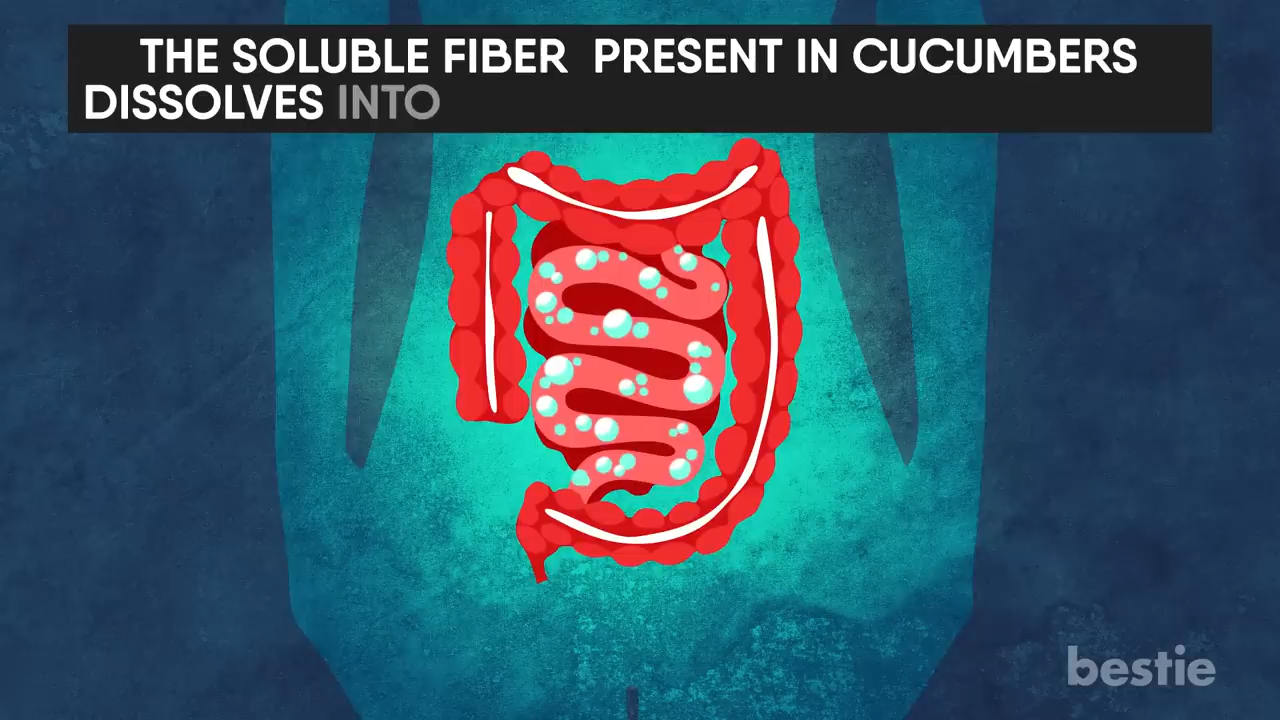 THE SOLUBLE FIBER PRESENT IN CUCUMBERS
DISSOLVES INTO
bestie